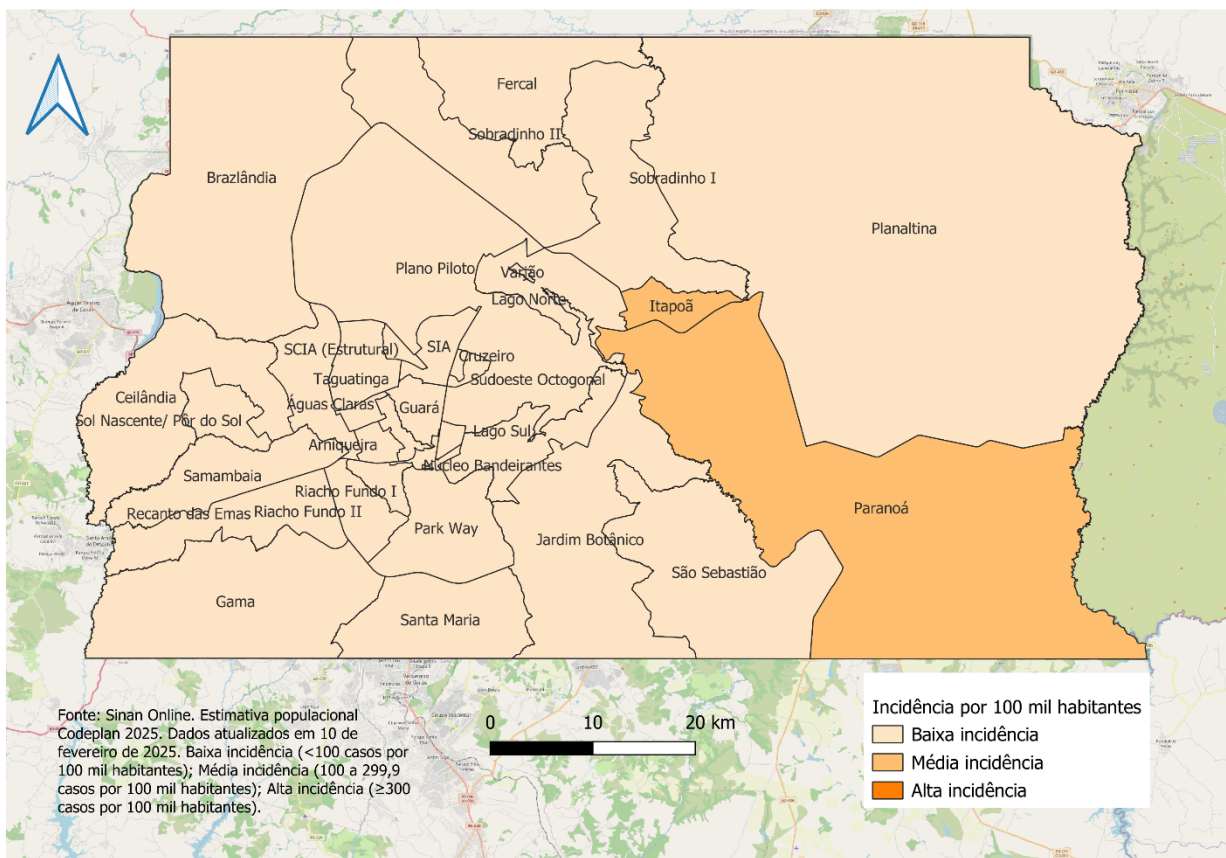 Fercal
Sobradinho II
Brazlândia
Sobradinho I
Planaltina
Plano Piloto
Varjão
Lago Norte
Itapoã
SCIA (Estrutural)
SIA
Cruzeiro
Taguatinga
Sudoeste Octogonal
Ceilândia
Águas Claras
Guará
Sol Nascente/ Pôr do Sol
Lago Sul
Arniqueira
Núcleo Bandeirantes
Samambaia
Riacho Fundo I
Recanto das Emas
Riacho Fundo II
Park Way
Paranoá
Jardim Botânico
São Sebastião
Gama
Santa Maria
Formosa
Fonte: Sinan Online. Estimativa populacional
Codeplan 2025. Dados atualizados em 10 de
fevereiro de 2025. Baixa incidência (<100 casos por
100 mil habitantes); Média incidência (100 a 299,9
casos por 100 mil habitantes); Alta incidência (≥300
casos por 100 mil habitantes).
0 10 20 km
Incidência por 100 mil habitantes
Baixa incidência
Média incidência
Alta incidência